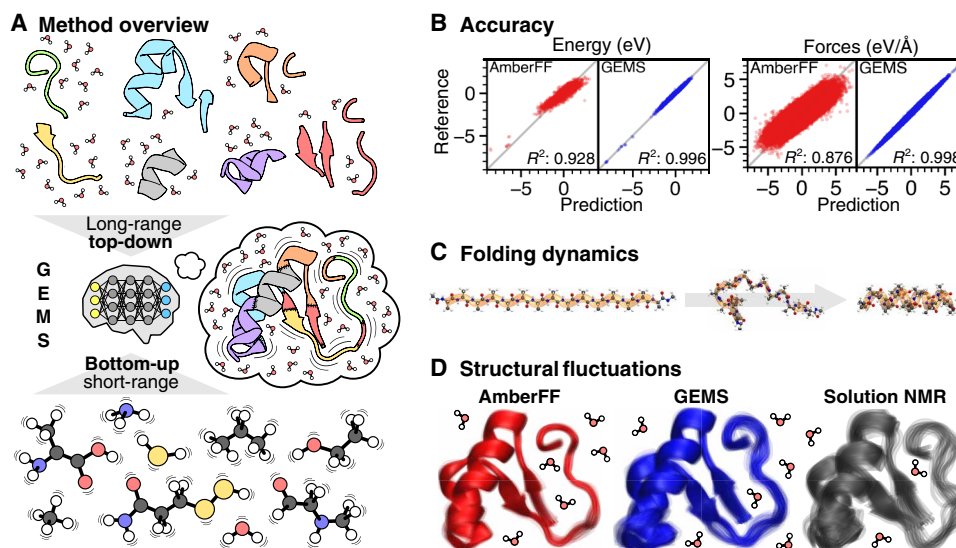 A Method overview
Long-range
top-down
G
E
M
S
Bottom-up
short-range
B Accuracy
Energy (eV)
Forces (eV/Å)
AmberFF
GEMS
AmberFF
GEMS
Reference
0
−5
5
0
−5
R²: 0.928
R²: 0.996
R²: 0.876
R²: 0.998
−5
0
−5
0
−5
0
5
−5
0
5
Prediction
Prediction
C Folding dynamics
D Structural fluctuations
AmberFF
GEMS
Solution NMR